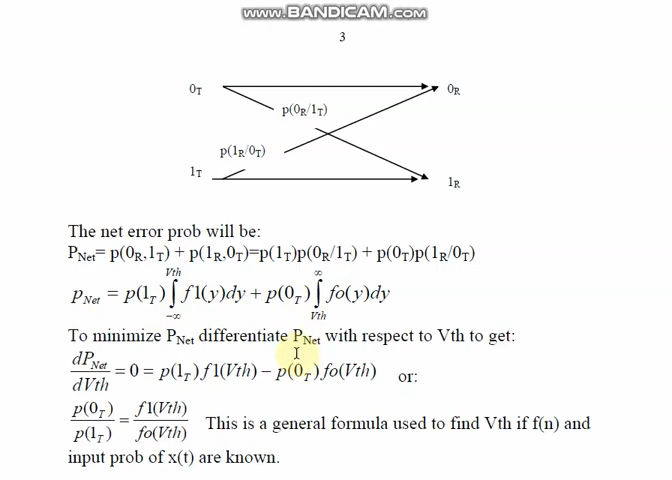 WWW.BANDICAM.COM
3
0T
0R
p(0R/1T)
p(1R/0T)
1T
1R
The net error prob will be:
PNet= p(0R,1T) + p(1R,0T)=p(1T)p(0R/1T) + p(0T)p(1R/0T)
pNet = p(1T) ∫_{-∞}^{Vth} f1(y)dy + p(0T) ∫_{Vth}^{∞} fo(y)dy
To minimize PNet differentiate PNet with respect to Vth to get:
dPNet/dVth = 0 = p(1T) f1(Vth) − p(0T) fo(Vth) or:
p(0T)/p(1T) = f1(Vth)/fo(Vth) This is a general formula used to find Vth if f(n) and
input prob of x(t) are known.